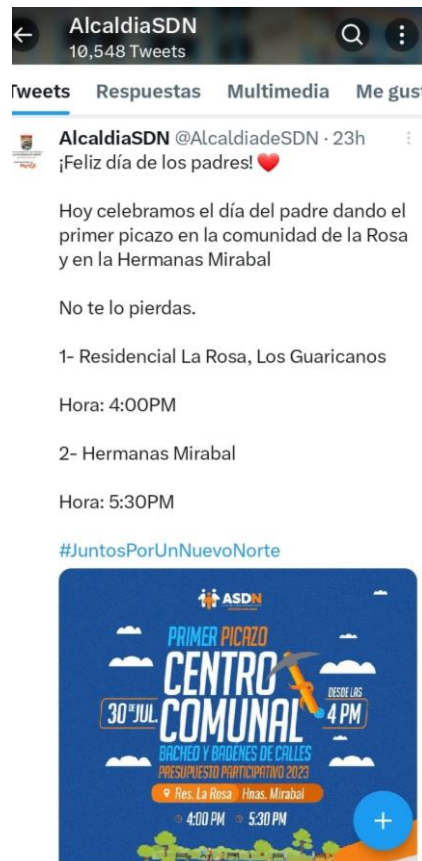 AlcaldiaSDN
10,548 Tweets
Tweets Respuestas Multimedia Me gust
AlcaldiaSDN @AlcaldiadeSDN · 23h
¡Feliz día de los padres! ❤️
Hoy celebramos el día del padre dando el
primer picazo en la comunidad de la Rosa
y en la Hermanas Mirabal
No te lo pierdas.
1- Residencial La Rosa, Los Guaricanos
Hora: 4:00PM
2- Hermanas Mirabal
Hora: 5:30PM
#JuntosPorUnNuevoNorte
ASDN
PRIMER PICAZO
CENTRO
COMUNAL
30 DE JUL.
DESDE LAS
4 PM
BACHEO Y BADENES DE CALLES
PRESUPUESTO PARTICIPATIVO 2023
Res. La Rosa Hnas. Mirabal
4:00 PM 5:30 PM